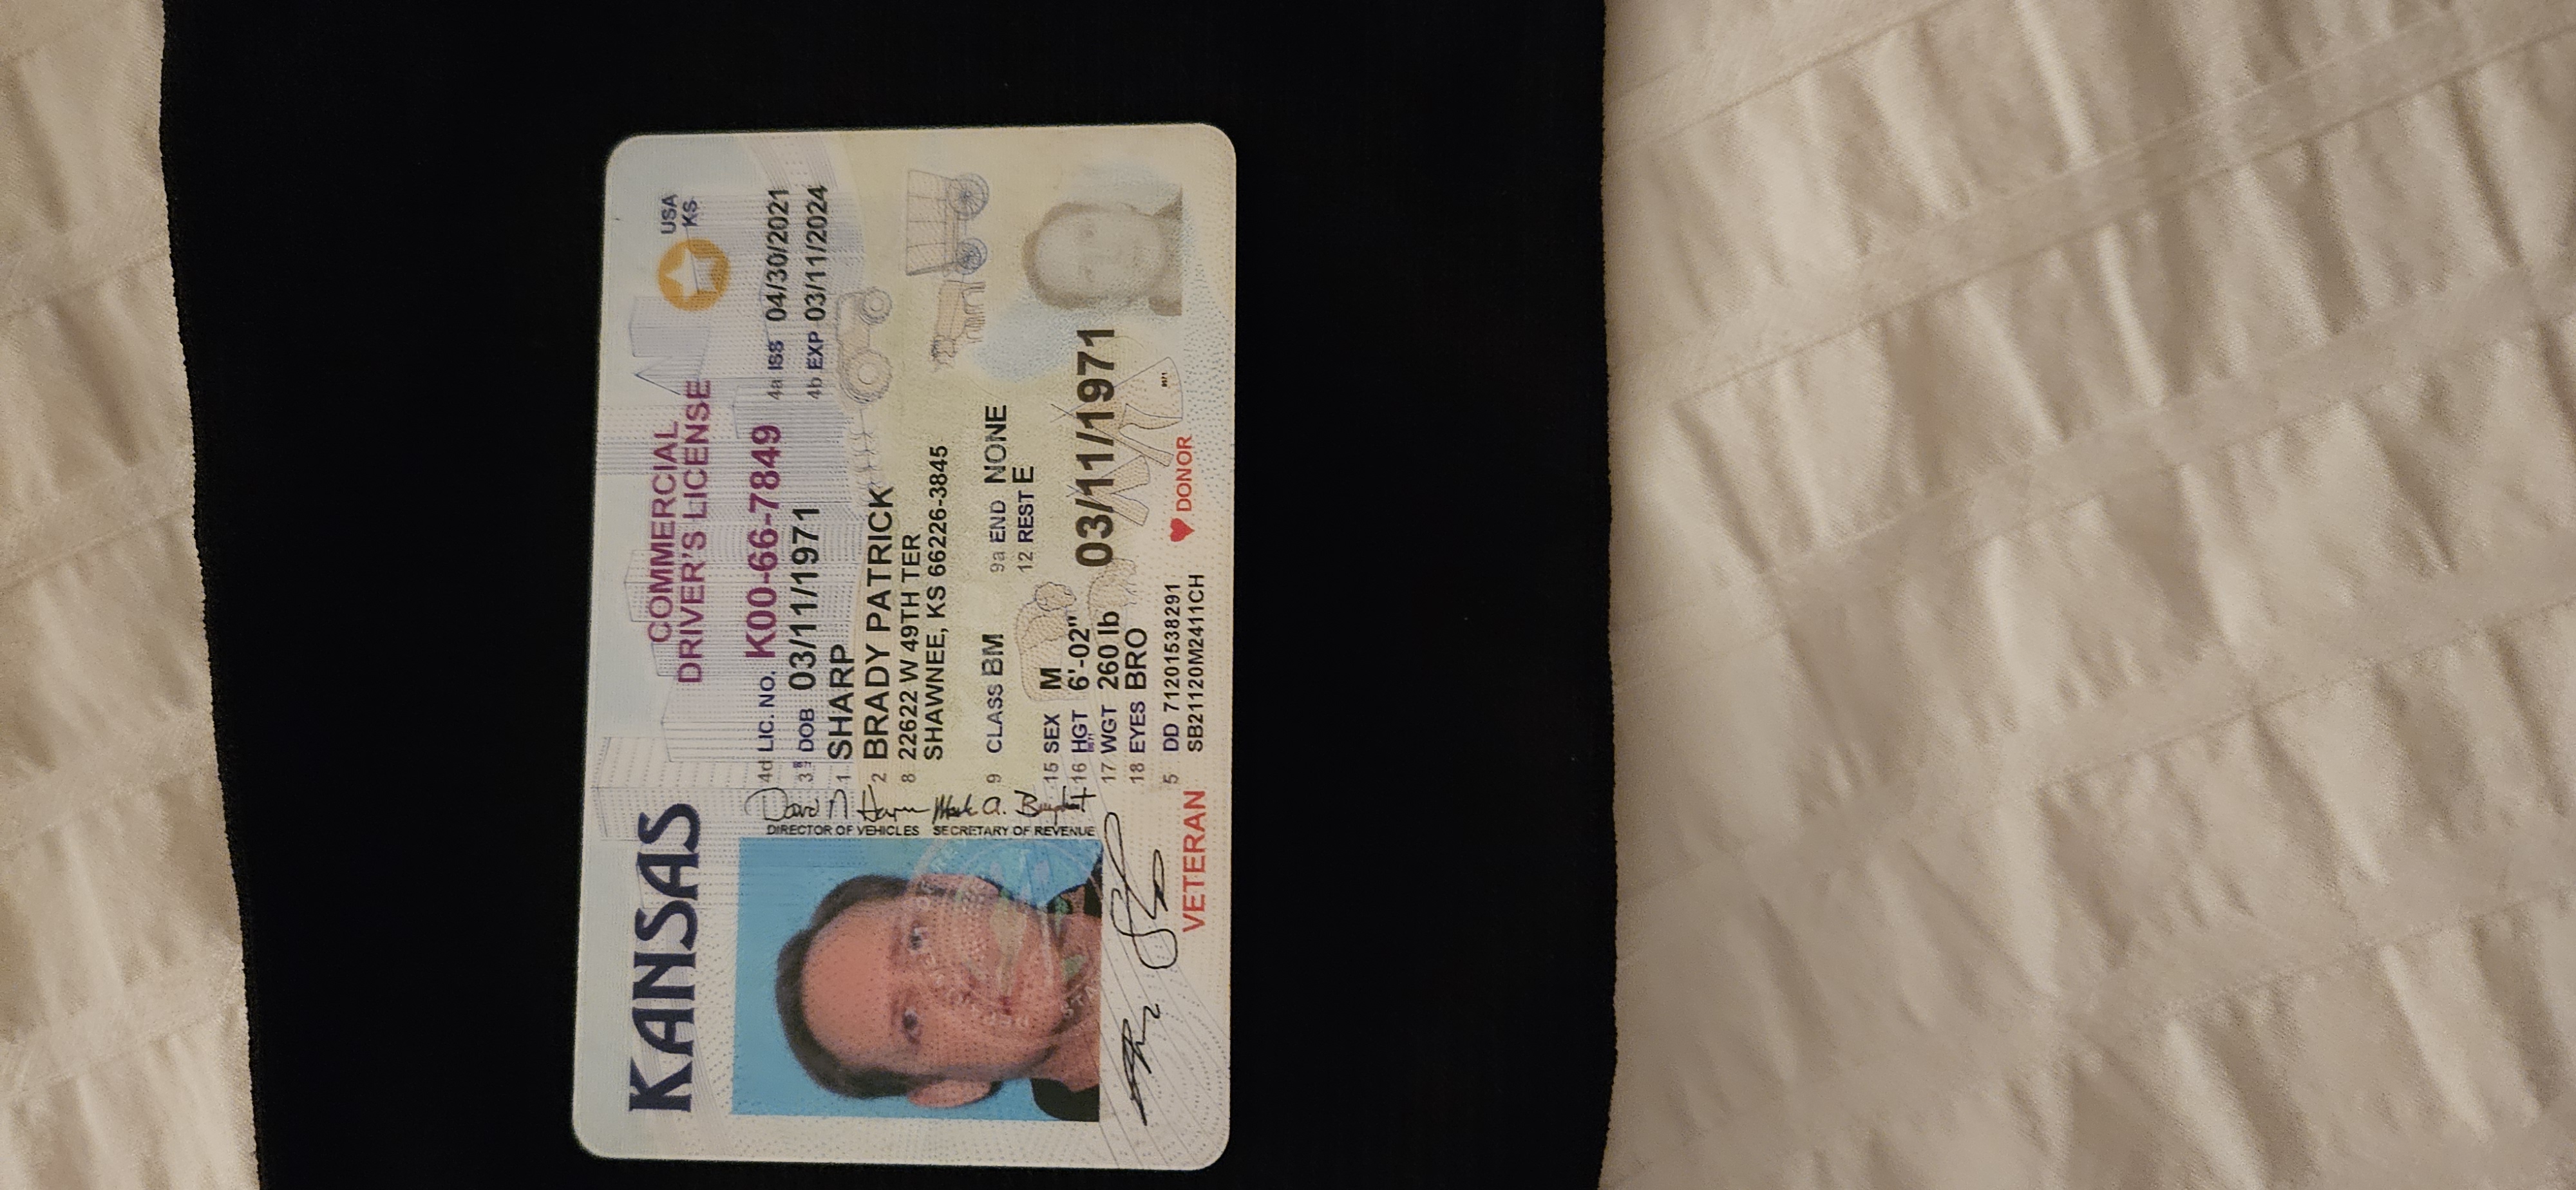 KANSAS
COMMERCIAL
DRIVER'S LICENSE
USA
KS
4d LIC. NO. K00-66-7849
4a ISS 04/30/2021
3 DOB 03/11/1971
4b EXP 03/11/2024
1 SHARP
2 BRADY PATRICK
8 22622 W 49TH TER
SHAWNEE, KS 66226-3845
9 CLASS BM
9a END NONE
12 REST E
15 SEX M
16 HGT 6'-02"
17 WGT 260 lb
18 EYES BRO
03/11/1971
5 DD 71201538291
SB21120M2411CH
DONOR
VETERAN
DIRECTOR OF VEHICLES SECRETARY OF REVENUE